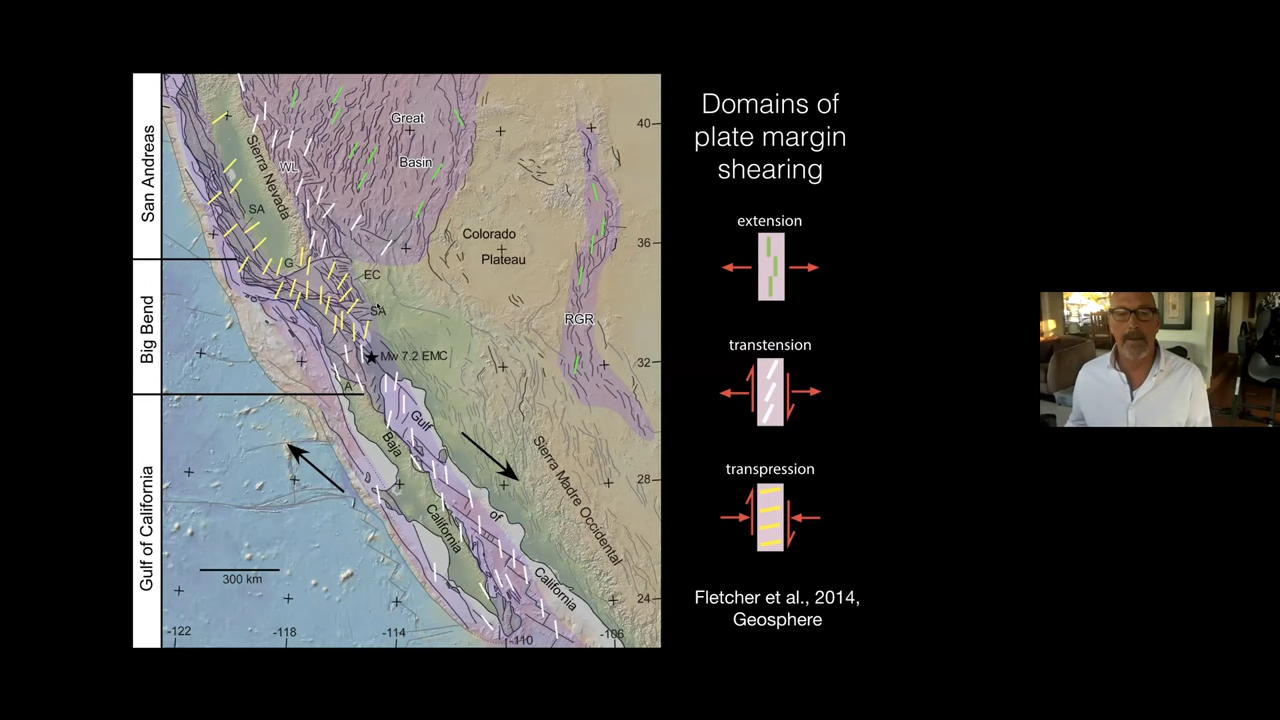 San Andreas
Big Bend
Gulf of California
Great
Basin
WL
Sierra Nevada
SA
G
EC
SA
Colorado
Plateau
RGR
Mw 7.2 EMC
A
Gulf
of
California
Baja
California
Sierra Madre Occidental
300 km
40
36
32
28
24
-122
-118
-114
-110
-106
Domains of
plate margin
shearing
extension
transtension
transpression
Fletcher et al., 2014,
Geosphere